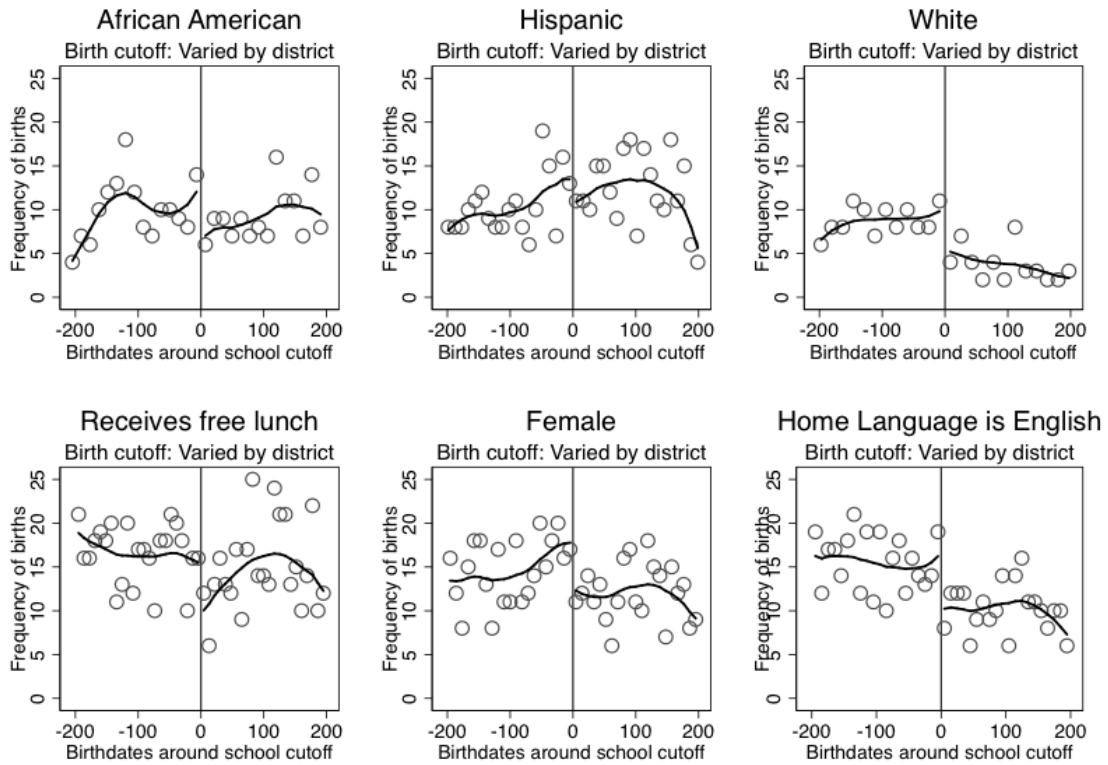 African American
Birth cutoff: Varied by district
Frequency of births
25
20
15
10
5
0
-200 -100 0 100 200
Birthdates around school cutoff
Hispanic
Birth cutoff: Varied by district
Frequency of births
25
20
15
10
5
0
-200 -100 0 100 200
Birthdates around school cutoff
White
Birth cutoff: Varied by district
Frequency of births
25
20
15
10
5
0
-200 -100 0 100 200
Birthdates around school cutoff
Receives free lunch
Birth cutoff: Varied by district
Frequency of births
25
20
15
10
5
0
-200 -100 0 100 200
Birthdates around school cutoff
Female
Birth cutoff: Varied by district
Frequency of births
25
20
15
10
5
0
-200 -100 0 100 200
Birthdates around school cutoff
Home Language is English
Birth cutoff: Varied by district
Frequency of births
25
20
15
10
5
0
-200 -100 0 100 200
Birthdates around school cutoff